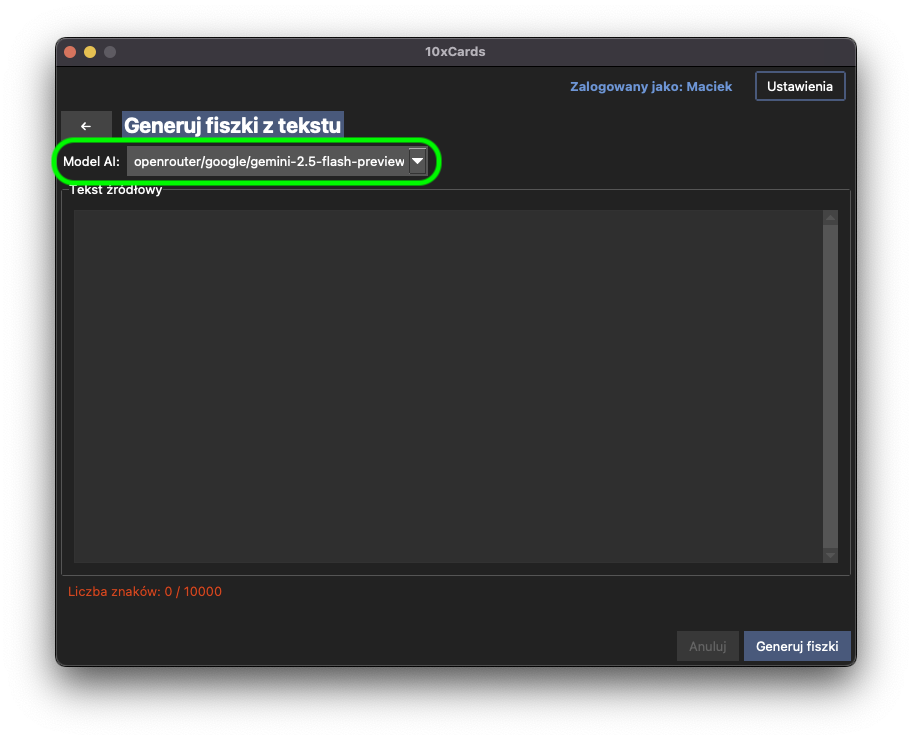 10xCards
Zalogowany jako: Maciek
Ustawienia
← Generuj fiszki z tekstu
Model AI: openrouter/google/gemini-2.5-flash-preview
Tekst źródłowy
Liczba znaków: 0 / 10000
Anuluj
Generuj fiszki